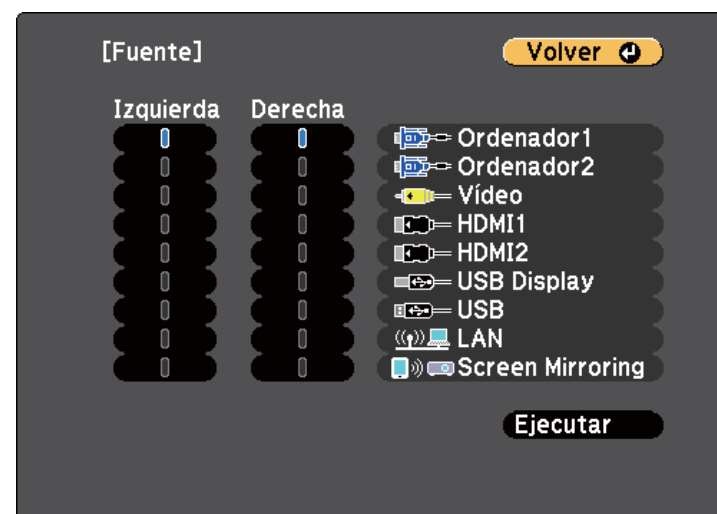 [Fuente]
Volver
Izquierda Derecha
Ordenador1
Ordenador2
Vídeo
HDMI1
HDMI2
USB Display
USB
LAN
Screen Mirroring
Ejecutar